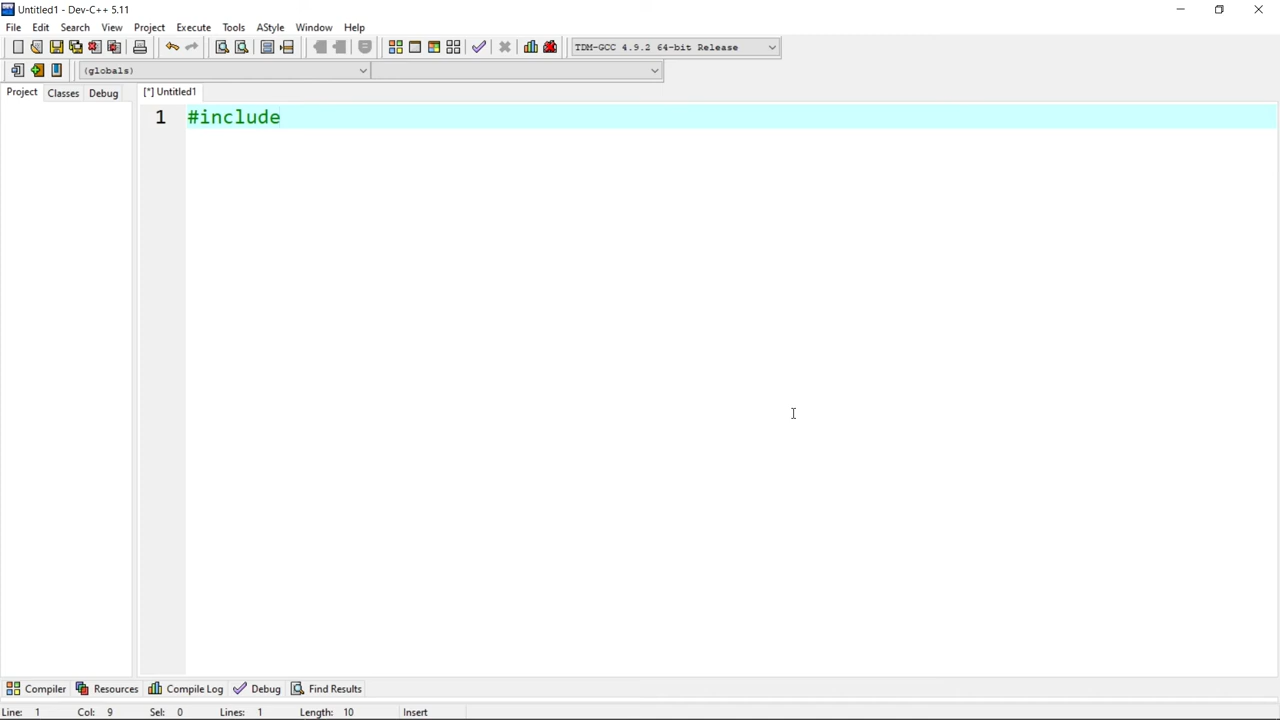 Untitled1 - Dev-C++ 5.11
File Edit Search View Project Execute Tools AStyle Window Help
TDM-GCC 4.9.2 64-bit Release
(globals)
Project Classes Debug [*] Untitled1
1 #include
Compiler Resources Compile Log Debug Find Results
Line: 1 Col: 9 Sel: 0 Lines: 1 Length: 10 Insert